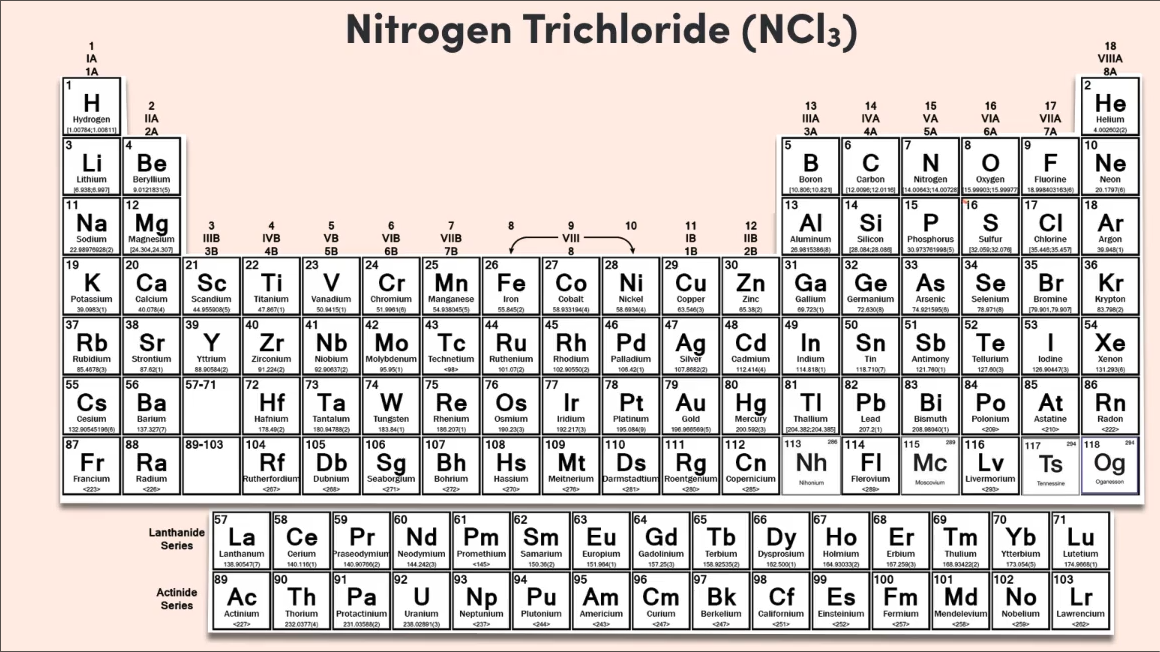 Nitrogen Trichloride (NCl₃)
1
IA
1A
18
VIIIA
8A
2
IIA
2A
13
IIIA
3A
14
IVA
4A
15
VA
5A
16
VIA
6A
17
VIIA
7A
1
H
Hydrogen
[1.00784;1.00811]
2
He
Helium
4.002602(2)
3
Li
Lithium
[6.938;6.997]
4
Be
Beryllium
9.0121831(5)
5
B
Boron
[10.806;10.821]
6
C
Carbon
[12.0096;12.0116]
7
N
Nitrogen
[14.00643;14.00728]
8
O
Oxygen
[15.99903;15.99977]
9
F
Fluorine
18.998403163(6)
10
Ne
Neon
20.1797(6)
11
Na
Sodium
22.98976928(2)
12
Mg
Magnesium
[24.304,24.307]
13
Al
Aluminum
26.9815385(8)
14
Si
Silicon
[28.084;28.086]
15
P
Phosphorus
30.973761998(5)
16
S
Sulfur
[32.059;32.076]
17
Cl
Chlorine
[35.446;35.457]
18
Ar
Argon
39.948(1)
3
IIIB
3B
4
IVB
4B
5
VB
5B
6
VIB
6B
7
VIIB
7B
8
9
10
VIII
8
11
IB
1B
12
IIB
2B
19
K
Potassium
39.0983(1)
20
Ca
Calcium
40.078(4)
21
Sc
Scandium
44.955908(5)
22
Ti
Titanium
47.867(1)
23
V
Vanadium
50.9415(1)
24
Cr
Chromium
51.9961(6)
25
Mn
Manganese
54.938045(5)
26
Fe
Iron
55.845(2)
27
Co
Cobalt
58.933194(4)
28
Ni
Nickel
58.6934(4)
29
Cu
Copper
63.546(3)
30
Zn
Zinc
65.38(2)
31
Ga
Gallium
69.723(1)
32
Ge
Germanium
72.630(8)
33
As
Arsenic
74.921595(6)
34
Se
Selenium
78.971(8)
35
Br
Bromine
[79.901,79.907]
36
Kr
Krypton
83.798(2)
37
Rb
Rubidium
85.4678(3)
38
Sr
Strontium
87.62(1)
39
Y
Yttrium
88.90584(2)
40
Zr
Zirconium
91.224(2)
41
Nb
Niobium
92.90637(2)
42
Mo
Molybdenum
95.95(1)
43
Tc
Technetium
<98>
44
Ru
Ruthenium
101.07(2)
45
Rh
Rhodium
102.90550(2)
46
Pd
Palladium
106.42(1)
47
Ag
Silver
107.8682(2)
48
Cd
Cadmium
112.414(4)
49
In
Indium
114.818(1)
50
Sn
Tin
118.710(7)
51
Sb
Antimony
121.760(1)
52
Te
Tellurium
127.60(3)
53
I
Iodine
126.90447(3)
54
Xe
Xenon
131.293(6)
55
Cs
Cesium
132.90545196(6)
56
Ba
Barium
137.327(7)
57-71
72
Hf
Hafnium
178.49(2)
73
Ta
Tantalum
180.94788(2)
74
W
Tungsten
183.84(1)
75
Re
Rhenium
186.207(1)
76
Os
Osmium
190.23(3)
77
Ir
Iridium
192.217(3)
78
Pt
Platinum
195.084(9)
79
Au
Gold
196.966569(5)
80
Hg
Mercury
200.592(3)
81
Tl
Thallium
[204.382,204.385]
82
Pb
Lead
207.2(1)
83
Bi
Bismuth
208.98040(1)
84
Po
Polonium
<209>
85
At
Astatine
<210>
86
Rn
Radon
<222>
87
Fr
Francium
<223>
88
Ra
Radium
<226>
89-103
104
Rf
Rutherfordium
<267>
105
Db
Dubnium
<268>
106
Sg
Seaborgium
<271>
107
Bh
Bohrium
<272>
108
Hs
Hassium
<270>
109
Mt
Meitnerium
<276>
110
Ds
Darmstadtium
<281>
111
Rg
Roentgenium
<280>
112
Cn
Copernicium
<285>
113
286
Nh
Nihonium
114
Fl
Flerovium
<289>
115
289
Mc
Moscovium
116
Lv
Livermorium
<293>
117
294
Ts
Tennessine
118
294
Og
Oganesson
Lanthanide
Series
57
La
Lanthanum
138.90547(7)
58
Ce
Cerium
140.116(1)
59
Pr
Praseodymium
140.90766(2)
60
Nd
Neodymium
144.242(3)
61
Pm
Promethium
<145>
62
Sm
Samarium
150.36(2)
63
Eu
Europium
151.964(1)
64
Gd
Gadolinium
157.25(3)
65
Tb
Terbium
158.92535(2)
66
Dy
Dysprosium
162.500(1)
67
Ho
Holmium
164.93033(2)
68
Er
Erbium
167.259(3)
69
Tm
Thulium
168.93422(2)
70
Yb
Ytterbium
173.054(5)
71
Lu
Lutetium
174.9668(1)
Actinide
Series
89
Ac
Actinium
<227>
90
Th
Thorium
232.0377(4)
91
Pa
Protactinium
231.03588(2)
92
U
Uranium
238.02891(3)
93
Np
Neptunium
<237>
94
Pu
Plutonium
<244>
95
Am
Americium
<243>
96
Cm
Curium
<247>
97
Bk
Berkelium
<247>
98
Cf
Californium
<251>
99
Es
Einsteinium
<252>
100
Fm
Fermium
<257>
101
Md
Mendelevium
<258>
102
No
Nobelium
<259>
103
Lr
Lawrencium
<262>